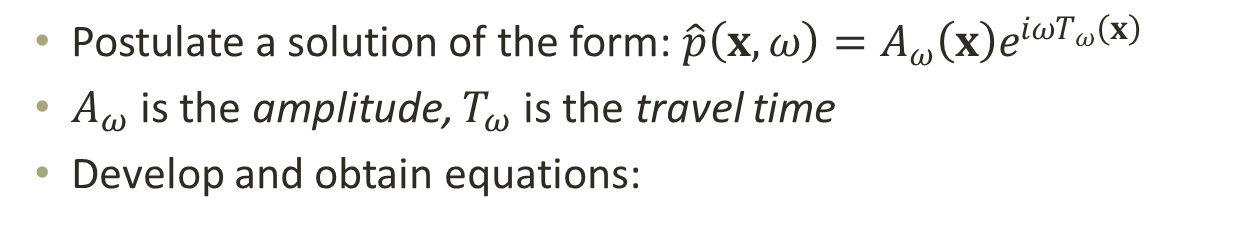 • Postulate a solution of the form: p̂(𝐱, ω) = A_ω(𝐱)e^{iωT_ω(𝐱)}
• A_ω is the amplitude, T_ω is the travel time
• Develop and obtain equations: